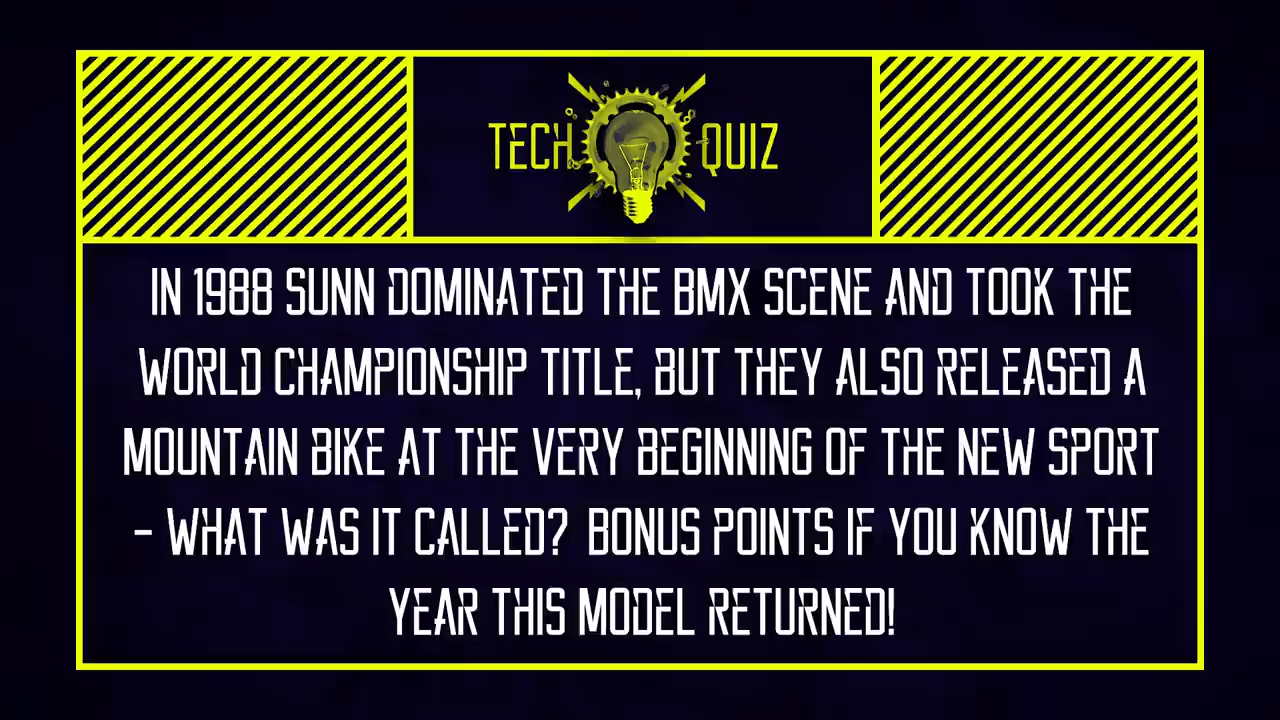 TECH QUIZ
IN 1988 SUNN DOMINATED THE BMX SCENE AND TOOK THE
WORLD CHAMPIONSHIP TITLE, BUT THEY ALSO RELEASED A
MOUNTAIN BIKE AT THE VERY BEGINNING OF THE NEW SPORT
- WHAT WAS IT CALLED? BONUS POINTS IF YOU KNOW THE
YEAR THIS MODEL RETURNED!